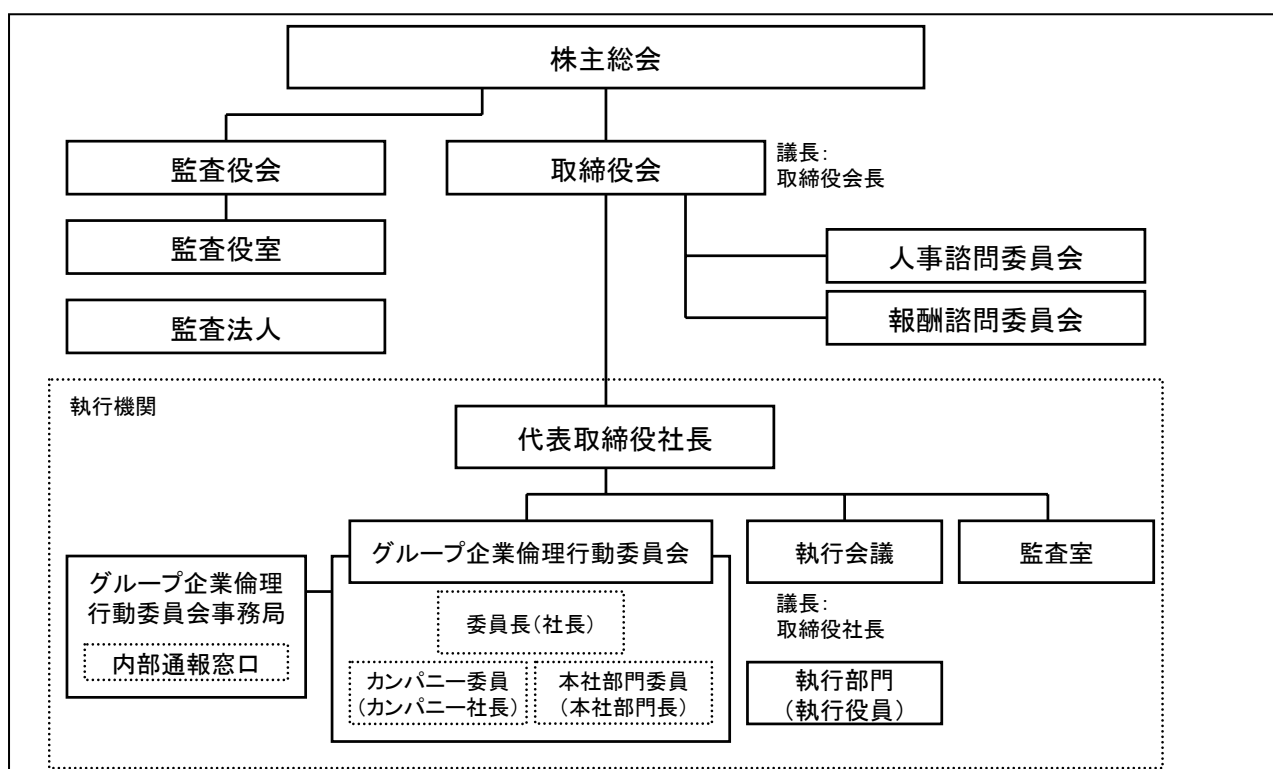 株主総会
監査役会
取締役会
議長：
取締役会長
監査役室
人事諮問委員会
監査法人
報酬諮問委員会
執行機関
代表取締役社長
グループ企業倫理行動委員会
執行会議
監査室
グループ企業倫理
行動委員会事務局
内部通報窓口
委員長（社長）
議長：
取締役社長
カンパニー委員
（カンパニー社長）
本社部門委員
（本社部門長）
執行部門
（執行役員）